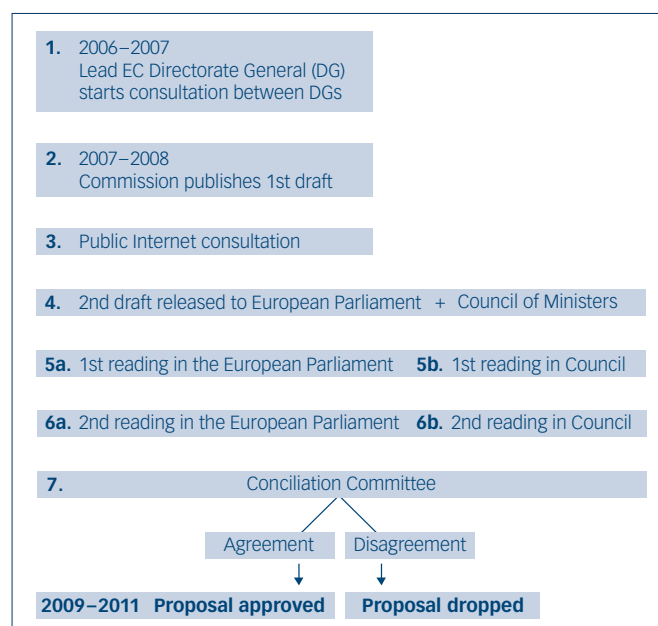 1. 2006–2007
Lead EC Directorate General (DG)
starts consultation between DGs
2. 2007–2008
Commission publishes 1st draft
3. Public Internet consultation
4. 2nd draft released to European Parliament + Council of Ministers
5a. 1st reading in the European Parliament 5b. 1st reading in Council
6a. 2nd reading in the European Parliament 6b. 2nd reading in Council
7. Conciliation Committee
Agreement Disagreement
2009–2011 Proposal approved Proposal dropped